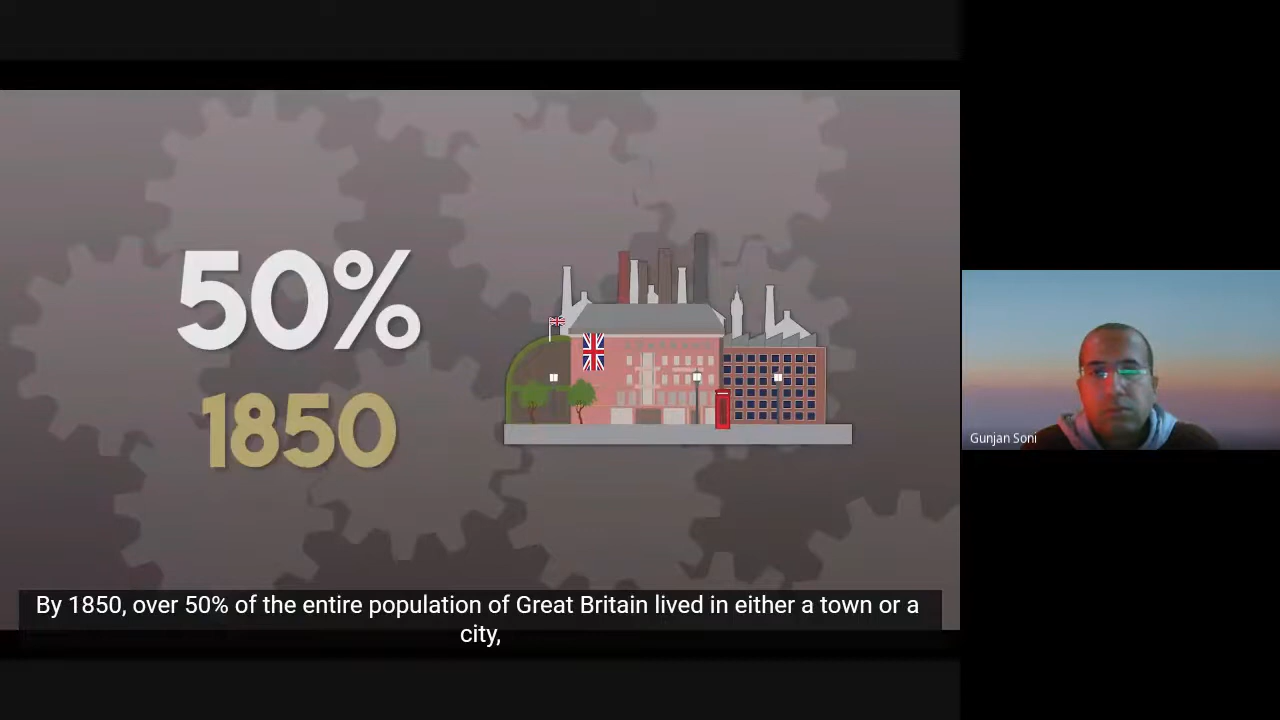 50%
1850
Gunjan Soni
By 1850, over 50% of the entire population of Great Britain lived in either a town or a
city,